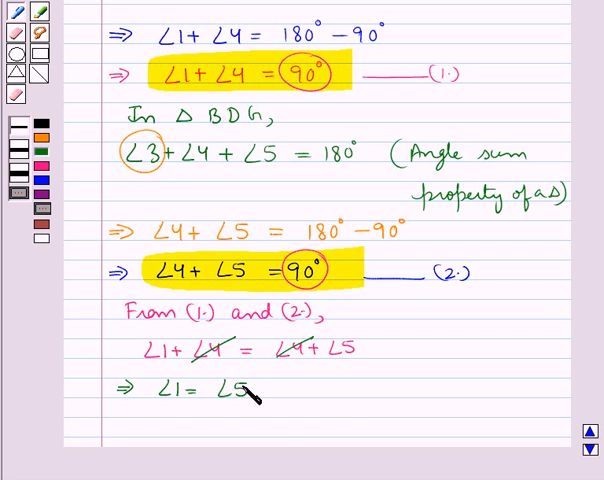 ⇒ ∠1 + ∠4 = 180° − 90°
⇒ ∠1 + ∠4 = 90° ——— (1.)
In △ BDG,
∠3 + ∠4 + ∠5 = 180° (Angle sum
property of a △)
⇒ ∠4 + ∠5 = 180° − 90°
⇒ ∠4 + ∠5 = 90° ——— (2.)
From (1.) and (2.),
∠1 + ∠4 = ∠4 + ∠5
⇒ ∠1 = ∠5